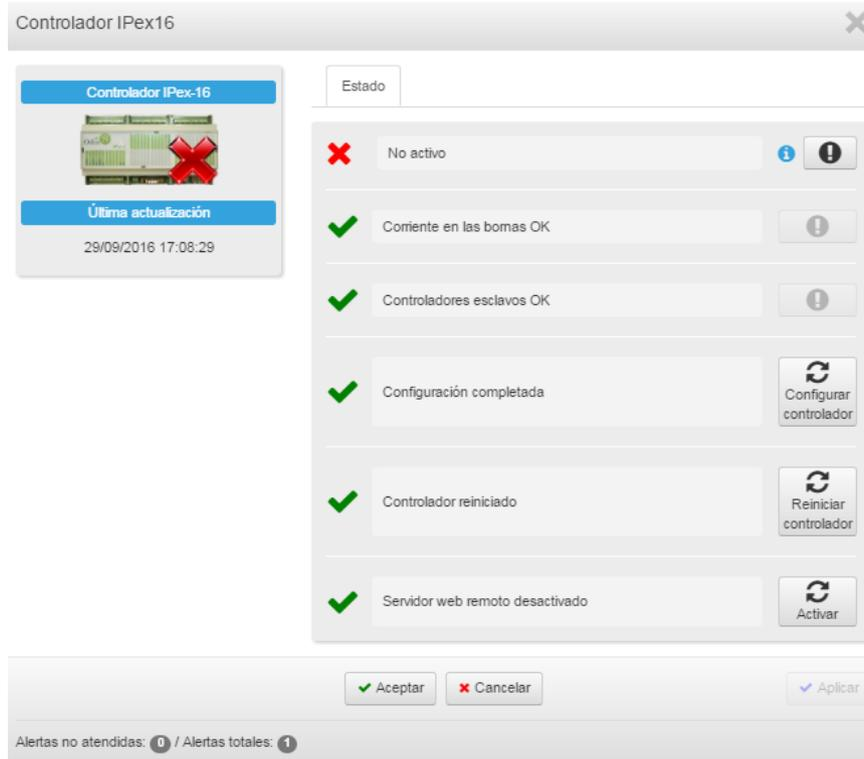 Controlador IPex16
Controlador IPex-16
Última actualización
29/09/2016 17:08:29
Estado
No activo
Corriente en las bornas OK
Controladores esclavos OK
Configuración completada
Configurar
controlador
Controlador reiniciado
Reiniciar
controlador
Servidor web remoto desactivado
Activar
Aceptar
Cancelar
Aplicar
Alertas no atendidas: 0 / Alertas totales: 1